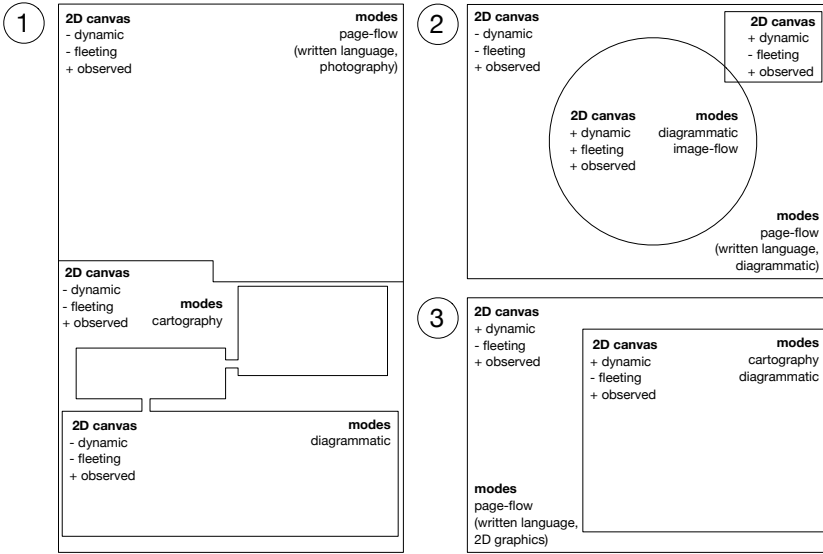 1
2D canvas
- dynamic
- fleeting
+ observed
modes
page-flow
(written language,
photography)
2D canvas
- dynamic
- fleeting
+ observed
modes
cartography
2D canvas
- dynamic
- fleeting
+ observed
modes
diagrammatic
2
2D canvas
- dynamic
- fleeting
+ observed
2D canvas
+ dynamic
- fleeting
+ observed
2D canvas
+ dynamic
+ fleeting
+ observed
modes
diagrammatic
image-flow
modes
page-flow
(written language,
diagrammatic)
3
2D canvas
+ dynamic
- fleeting
+ observed
2D canvas
+ dynamic
- fleeting
+ observed
modes
cartography
diagrammatic
modes
page-flow
(written language,
2D graphics)